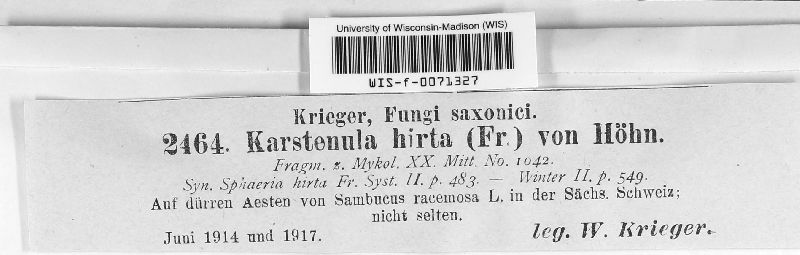 University of Wisconsin-Madison (WIS)
WIS-f-0071327
Krieger, Fungi saxonici.
2464. Karstenula hirta (Fr.) von Höhn.
Fragm. z. Mykol. XX. Mitt. No. 1042.
Syn. Sphaeria hirta Fr. Syst. II. p. 483. — Winter II. p. 549.
Auf dürren Aesten von Sambucus racemosa L. in der Sächs. Schweiz;
nicht selten.
Juni 1914 und 1917.
leg. W. Krieger.